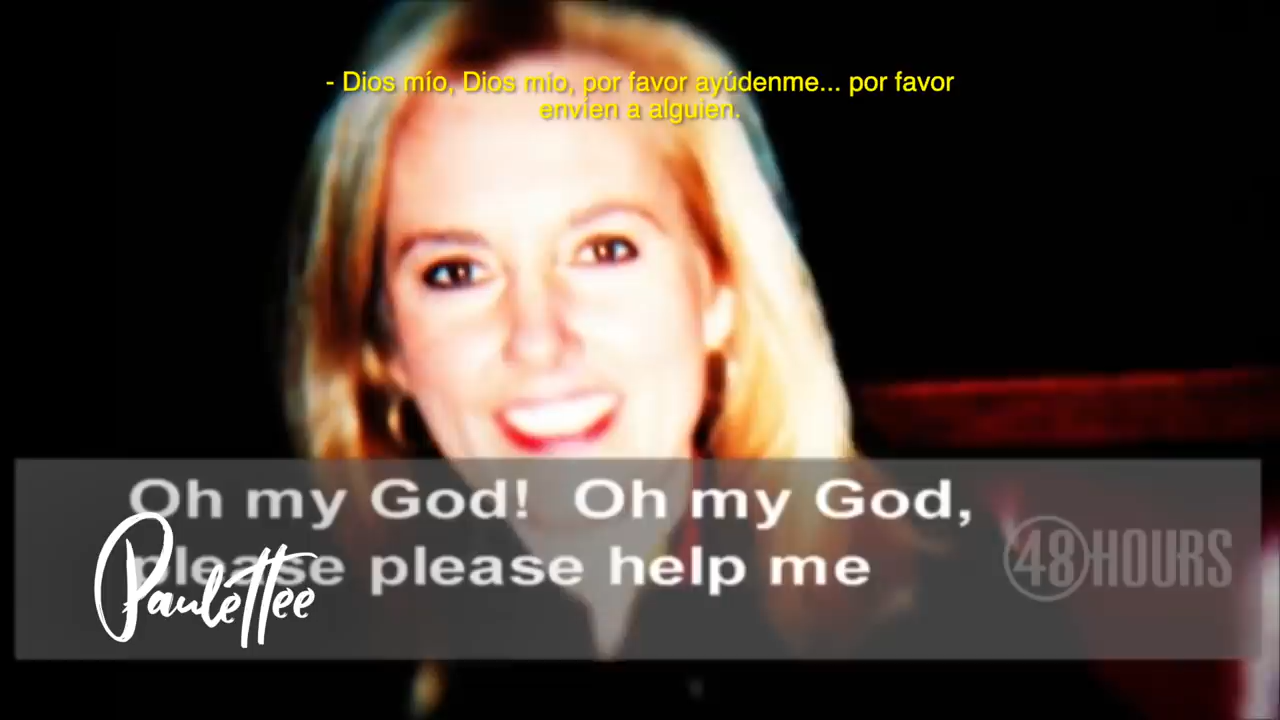 - Dios mío, Dios mío, por favor ayúdenme... por favor
envíen a alguien.
Oh my God! Oh my God,
please please help me
Paulettee
48HOURS